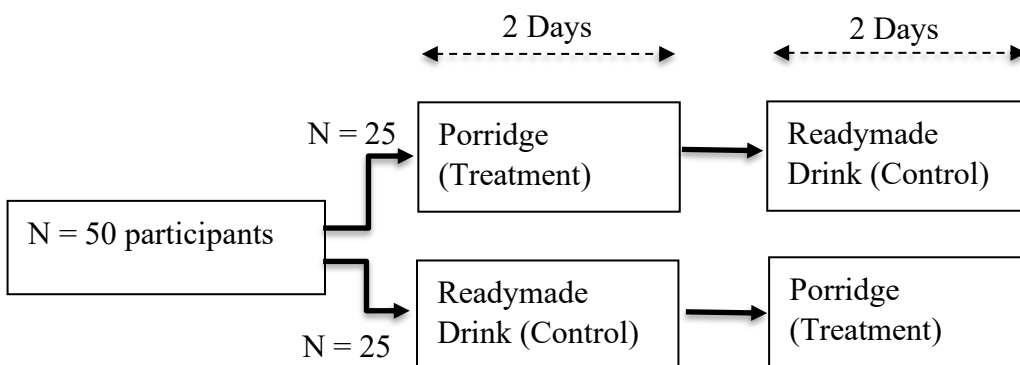 2 Days
2 Days
N = 25
Porridge
(Treatment)
Readymade
Drink (Control)
N = 50 participants
Readymade
Drink (Control)
Porridge
(Treatment)
N = 25